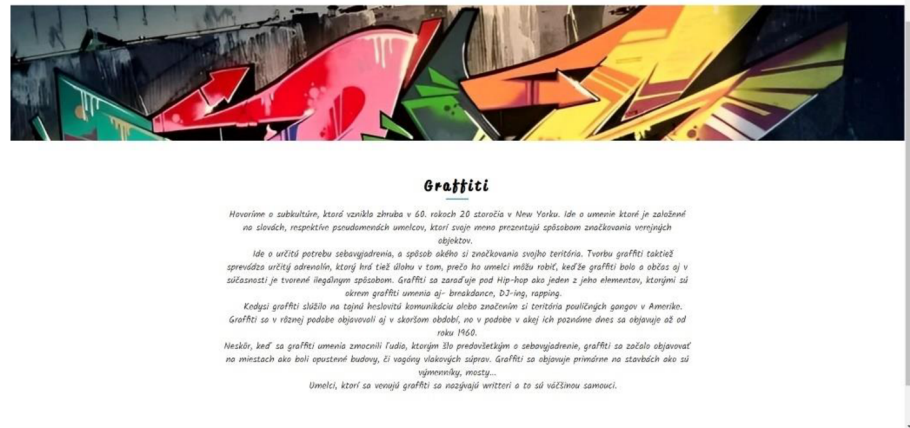 Graffiti
Hovoríme o subkultúre, ktorá vznikla zhruba v 60. rokoch 20 storočia v New Yorku. Ide o umenie ktoré je založené
na slovách, respektíve pseudomenách umelcov, ktorí svoje meno prezentujú spôsobom značkovania verejných
objektov.
Ide o určitú potrebu sebavyjadrenia, a spôsob akého si značkovania svojho teritória. Tvorbu graffiti taktiež
sprevádza určitý adrenalín, ktorý hrá tiež úlohu v tom, prečo ho umelci môžu robiť, keďže graffiti bolo a občas aj v
súčasnosti je tvorené ilegálnym spôsobom. Graffiti sa zaraďuje pod Hip-hop ako jeden z jeho elementov, ktorými sú
okrem graffiti umenia aj- breakdance, DJ-ing, rapping.
Kedysi graffiti slúžilo na tajnú heslovitú komunikáciu alebo značením si teritória pouličných gangov v Amerike.
Graffiti sa v rôznej podobe objavovali aj v skoršom období, no v podobe v akej ich poznáme dnes sa objavuje až od
roku 1960.
Neskôr, keď sa graffiti umenia zmocnili ľudia, ktorým šlo predovšetkým o sebavyjadrenie, graffiti sa začalo objavovať
na miestach ako boli opustené budovy, či vagóny vlakových súprav. Graffiti sa objavuje primárne na stavbách ako sú
výmenníky, mosty...
Umelci, ktorí sa venujú graffiti sa nazývajú writteri a to sú väčšinou samouci.